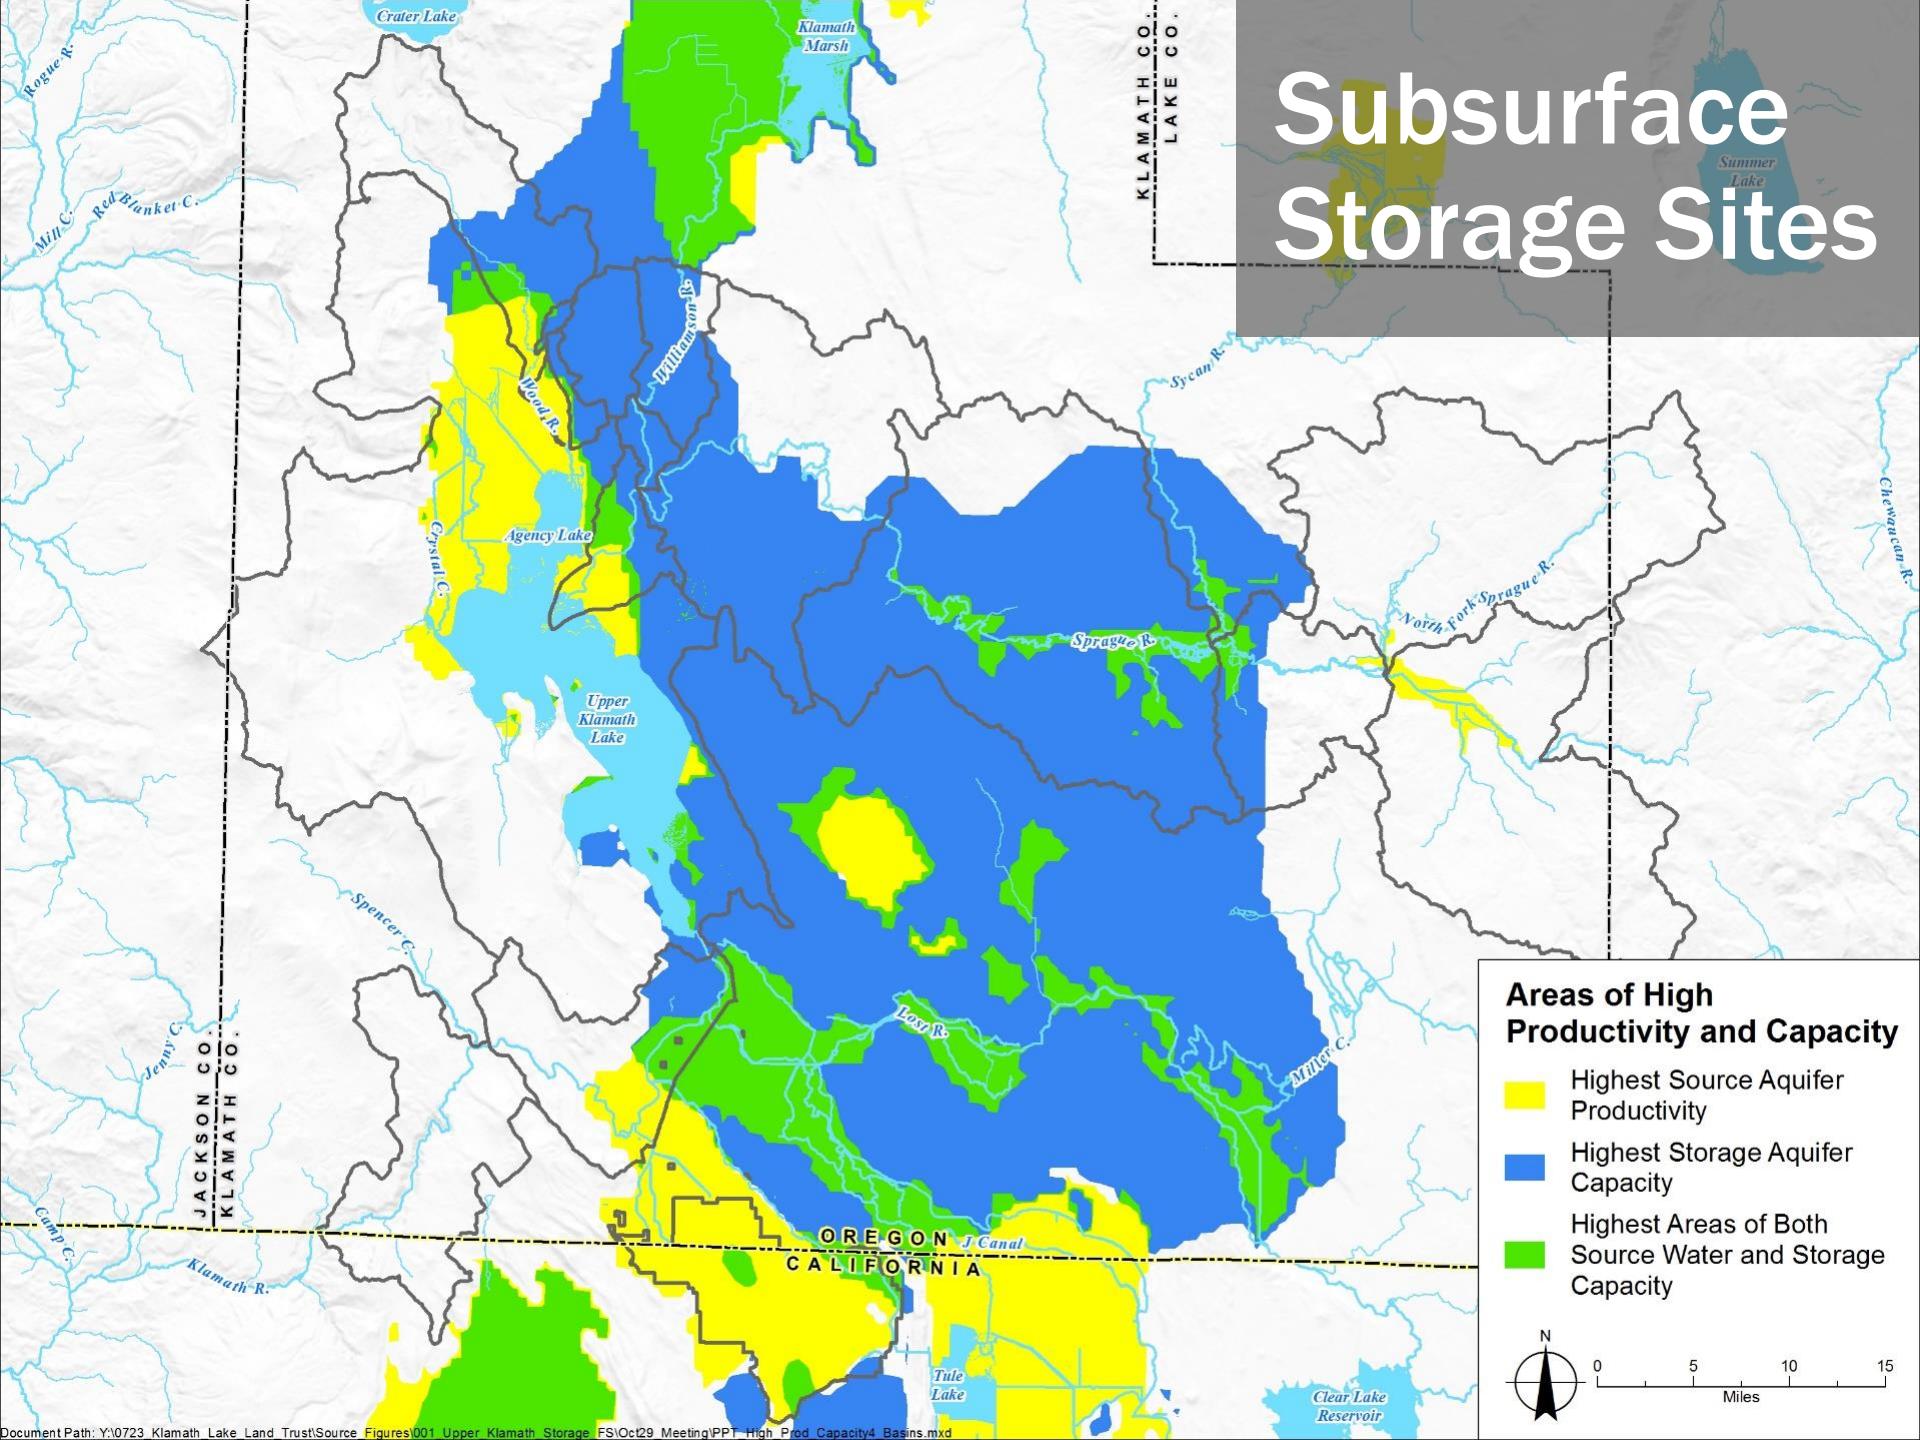 Subsurface
Storage Sites
Crater Lake
Klamath
Marsh
KLAMATH CO.
LAKE CO.
Summer
Lake
Rogue R.
Red Blanket C.
Mill C.
Williamson R.
Sycan R.
Wood R.
Chewaucan R.
Agency Lake
Crystal C.
North Fork Sprague R.
Sprague R.
Upper
Klamath
Lake
Spencer C.
Lost R.
Jenny C.
Miller C.
JACKSON CO.
KLAMATH CO.
Camp C.
Klamath R.
OREGON
J Canal
CALIFORNIA
Tule
Lake
Clear Lake
Reservoir
Areas of High
Productivity and Capacity
Highest Source Aquifer
Productivity
Highest Storage Aquifer
Capacity
Highest Areas of Both
Source Water and Storage
Capacity
N
0 5 10 15
Miles
Document Path: Y:\0723_Klamath_Lake_Land_Trust\Source_Figures\001_Upper_Klamath_Storage_FS\Oct29_Meeting\PPT_High_Prod_Capacity4_Basins.mxd